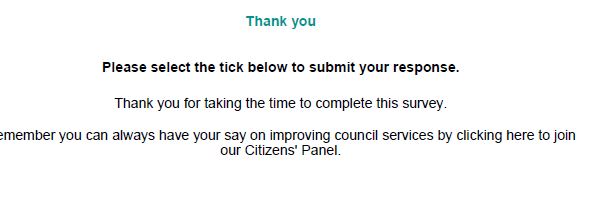 Thank you
Please select the tick below to submit your response.
Thank you for taking the time to complete this survey.
emember you can always have your say on improving council services by clicking here to join
our Citizens' Panel.